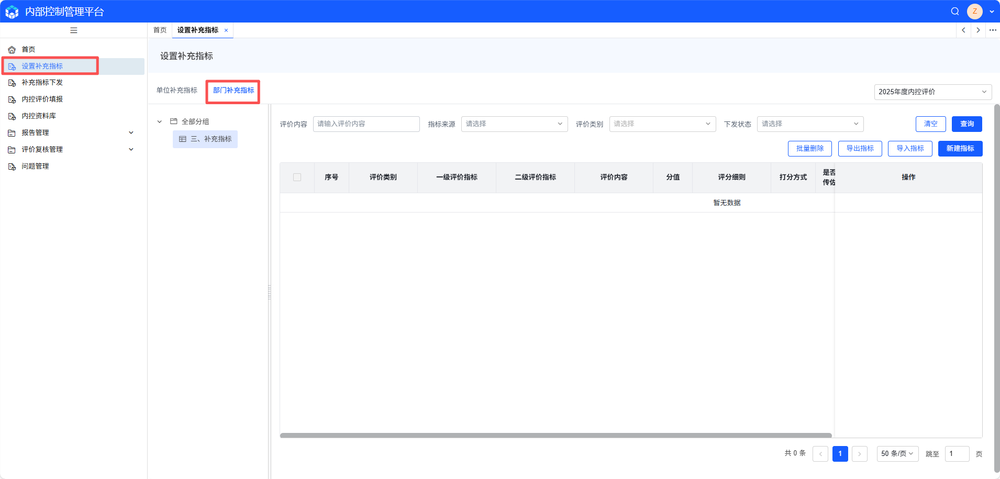 内部控制管理平台
Z
首页
设置补充指标
补充指标下发
内控评价填报
内控资料库
报告管理
评价复核管理
问题管理
首页 设置补充指标 ×
设置补充指标
单位补充指标 部门补充指标
2025年度内控评价
全部分组
三、补充指标
评价内容 请输入评价内容 指标来源 请选择 评价类别 请选择 下发状态 请选择 清空 查询
批量删除 导出指标 导入指标 新建指标
序号 评价类别 一级评价指标 二级评价指标 评价内容 分值 评分细则 打分方式 是否 操作
传佐
暂无数据
共 0 条 1 50 条/页 跳至 1 页